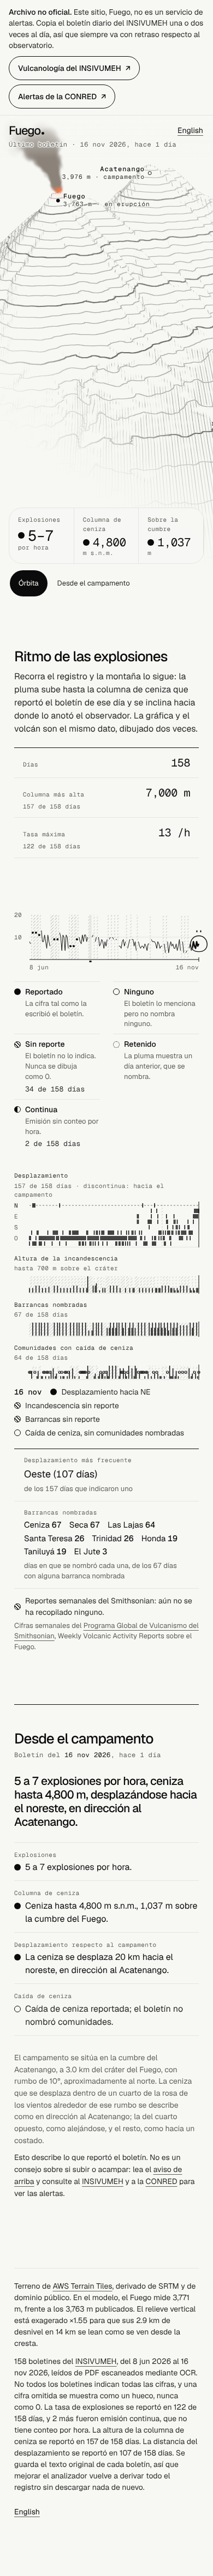 Archivo no oficial. Este sitio, Fuego, no es un servicio de
alertas. Copia el boletín diario del INSIVUMEH una o dos
veces al día, así que siempre va con retraso respecto al
observatorio.
Vulcanología del INSIVUMEH ↗
Alertas de la CONRED ↗
Fuego.
English
Último boletín · 16 nov 2026, hace 1 día
Acatenango
3,976 m · campamento
Fuego
3,763 m · en erupción
Explosiones
5–7
por hora
Columna de
ceniza
4,800
m s.n.m.
Sobre la
cumbre
1,037
m
Órbita
Desde el campamento
Ritmo de las explosiones
Recorra el registro y la montaña lo sigue: la
pluma sube hasta la columna de ceniza que
reportó el boletín de ese día y se inclina hacia
donde lo anotó el observador. La gráfica y el
volcán son el mismo dato, dibujado dos veces.
Días
158
Columna más alta
7,000 m
157 de 158 días
Tasa máxima
13 /h
122 de 158 días
20
10
8 jun
16 nov
Reportado
La cifra tal como la
escribió el boletín.
Ninguno
El boletín lo menciona
pero no nombra
ninguno.
Sin reporte
El boletín no lo indica.
Nunca se dibuja
como 0.
34 de 158 días
Retenido
La pluma muestra un
día anterior, que se
nombra.
Continua
Emisión sin conteo por
hora.
2 de 158 días
Desplazamiento
157 de 158 días · discontinua: hacia el
campamento
N
E
S
O
Altura de la incandescencia
hasta 700 m sobre el cráter
Barrancas nombradas
67 de 158 días
Comunidades con caída de ceniza
64 de 158 días
16 nov Desplazamiento hacia NE
Incandescencia sin reporte
Barrancas sin reporte
Caída de ceniza, sin comunidades nombradas
Desplazamiento más frecuente
Oeste (107 días)
de los 157 días que indicaron uno
Barrancas nombradas
Ceniza 67 Seca 67 Las Lajas 64
Santa Teresa 26 Trinidad 26 Honda 19
Taniluyá 19 El Jute 3
días en que se nombró cada una, de los 67 días
con alguna barranca nombrada
Reportes semanales del Smithsonian: aún no se
ha recopilado ninguno.
Cifras semanales del Programa Global de Vulcanismo del
Smithsonian, Weekly Volcanic Activity Reports sobre el
Fuego.
Desde el campamento
Boletín del 16 nov 2026, hace 1 día
5 a 7 explosiones por hora, ceniza
hasta 4,800 m, desplazándose hacia
el noreste, en dirección al
Acatenango.
Explosiones
5 a 7 explosiones por hora.
Columna de ceniza
Ceniza hasta 4,800 m s.n.m., 1,037 m sobre
la cumbre del Fuego.
Desplazamiento respecto al campamento
La ceniza se desplaza 20 km hacia el
noreste, en dirección al Acatenango.
Caída de ceniza
Caída de ceniza reportada; el boletín no
nombró comunidades.
El campamento se sitúa en la cumbre del
Acatenango, a 3.0 km del cráter del Fuego, con
rumbo de 10°, aproximadamente al norte. La ceniza
que se desplaza dentro de un cuarto de la rosa de
los vientos alrededor de ese rumbo se describe
como en dirección al Acatenango; la del cuarto
opuesto, como alejándose, y el resto, como hacia un
costado.
Esto describe lo que reportó el boletín. No es un
consejo sobre si subir o acampar: lea el aviso de
arriba y consulte al INSIVUMEH y a la CONRED para
ver las alertas.
Terreno de AWS Terrain Tiles, derivado de SRTM y de
dominio público. En el modelo, el Fuego mide 3,771
m, frente a los 3,763 m publicados. El relieve vertical
está exagerado ×1.55 para que sus 2.9 km de
desnivel en 14 km se lean como se ven desde la
cresta.
158 boletines del INSIVUMEH, del 8 jun 2026 al 16
nov 2026, leídos de PDF escaneados mediante OCR.
No todos los boletines indican todas las cifras, y una
cifra omitida se muestra como un hueco, nunca
como 0. La tasa de explosiones se reportó en 122 de
158 días, y 2 más fueron emisión continua, que no
tiene conteo por hora. La altura de la columna de
ceniza se reportó en 157 de 158 días. La distancia del
desplazamiento se reportó en 107 de 158 días. Se
guarda el texto original de cada boletín, así que
mejorar el analizador vuelve a derivar todo el
registro sin descargar nada de nuevo.
English